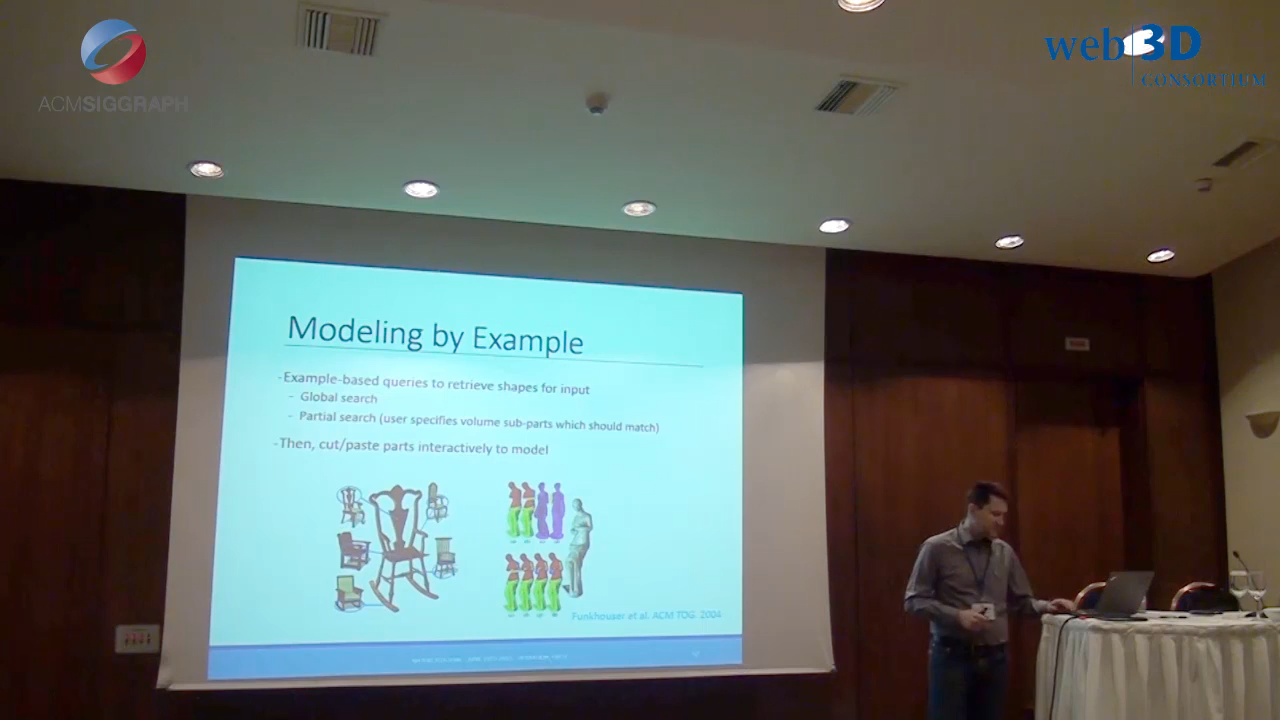 ACMSIGGRAPH
web 3D
CONSORTIUM
Modeling by Example
-Example-based queries to retrieve shapes for input
- Global search
- Partial search (user specifies volume sub-parts which should match)
-Then, cut/paste parts interactively to model
Funkhouser et al. ACM TOG. 2004